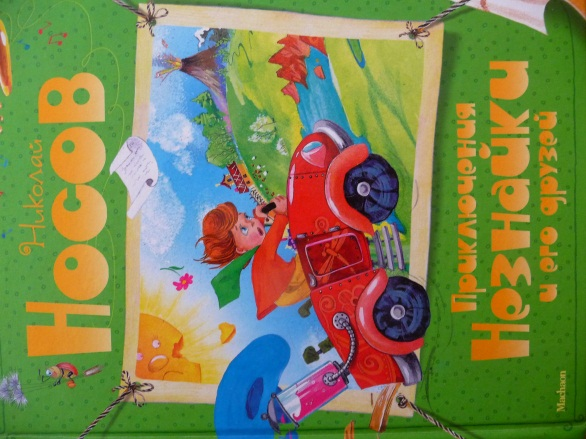 Николай
Носов
Приключения
Незнайки
и его друзей
Machaon